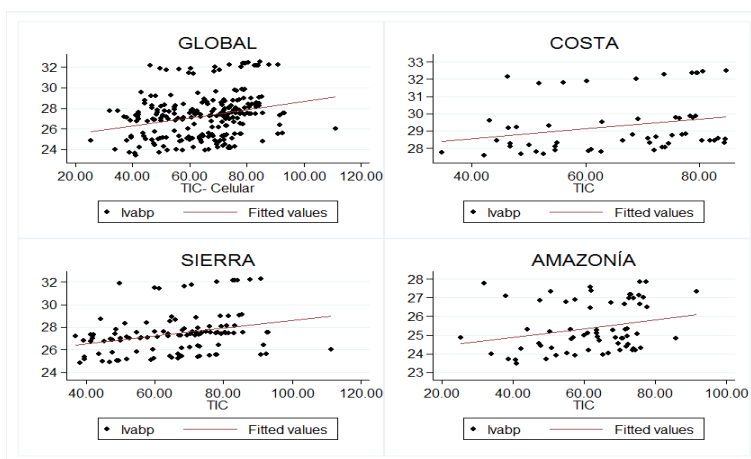 GLOBAL
32
30
28
26
24
20.00 40.00 60.00 80.00 100.00 120.00
TIC- Celular
lvabp Fitted values
COSTA
33
32
31
30
29
28
40.00 60.00 80.00
TIC
lvabp Fitted values
SIERRA
32
30
28
26
24
40.00 60.00 80.00 100.00 120.00
TIC
lvabp Fitted values
AMAZONÍA
28
27
26
25
24
23
20.00 40.00 60.00 80.00 100.00
TIC
lvabp Fitted values